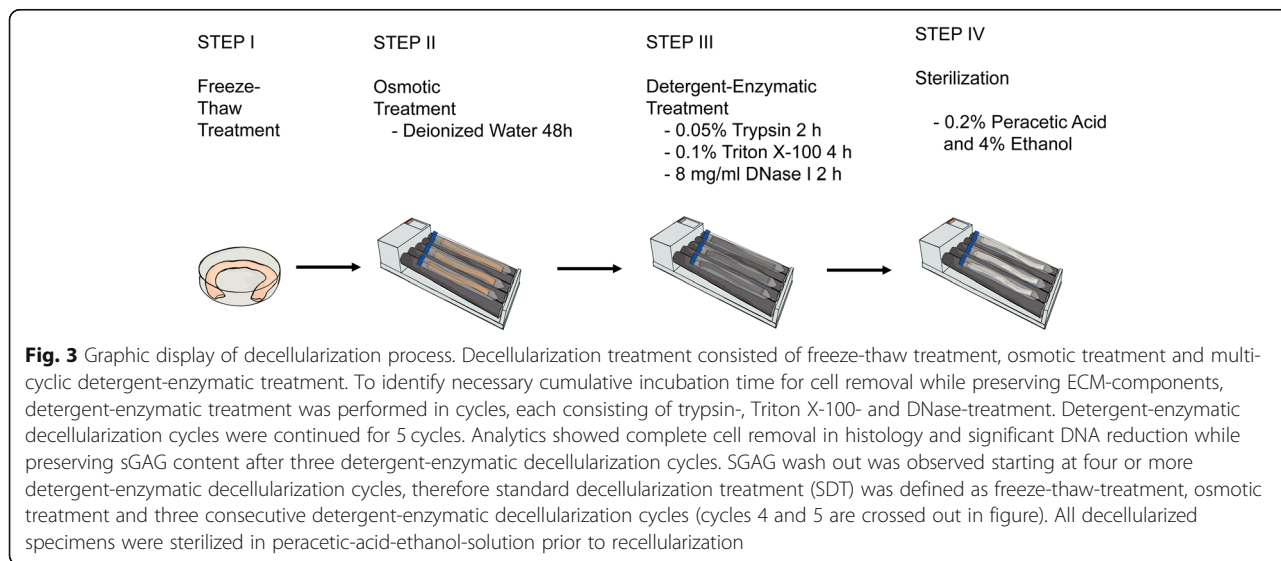 STEP I
Freeze-
Thaw
Treatment
STEP II
Osmotic
Treatment
- Deionized Water 48h
STEP III
Detergent-Enzymatic
Treatment
- 0.05% Trypsin 2 h
- 0.1% Triton X-100 4 h
- 8 mg/ml DNase I 2 h
STEP IV
Sterilization
- 0.2% Peracetic Acid
and 4% Ethanol
Fig. 3 Graphic display of decellularization process. Decellularization treatment consisted of freeze-thaw treatment, osmotic treatment and multi-
cyclic detergent-enzymatic treatment. To identify necessary cumulative incubation time for cell removal while preserving ECM-components,
detergent-enzymatic treatment was performed in cycles, each consisting of trypsin-, Triton X-100- and DNase-treatment. Detergent-enzymatic
decellularization cycles were continued for 5 cycles. Analytics showed complete cell removal in histology and significant DNA reduction while
preserving sGAG content after three detergent-enzymatic decellularization cycles. SGAG wash out was observed starting at four or more
detergent-enzymatic decellularization cycles, therefore standard decellularization treatment (SDT) was defined as freeze-thaw-treatment, osmotic
treatment and three consecutive detergent-enzymatic decellularization cycles (cycles 4 and 5 are crossed out in figure). All decellularized
specimens were sterilized in peracetic-acid-ethanol-solution prior to recellularization